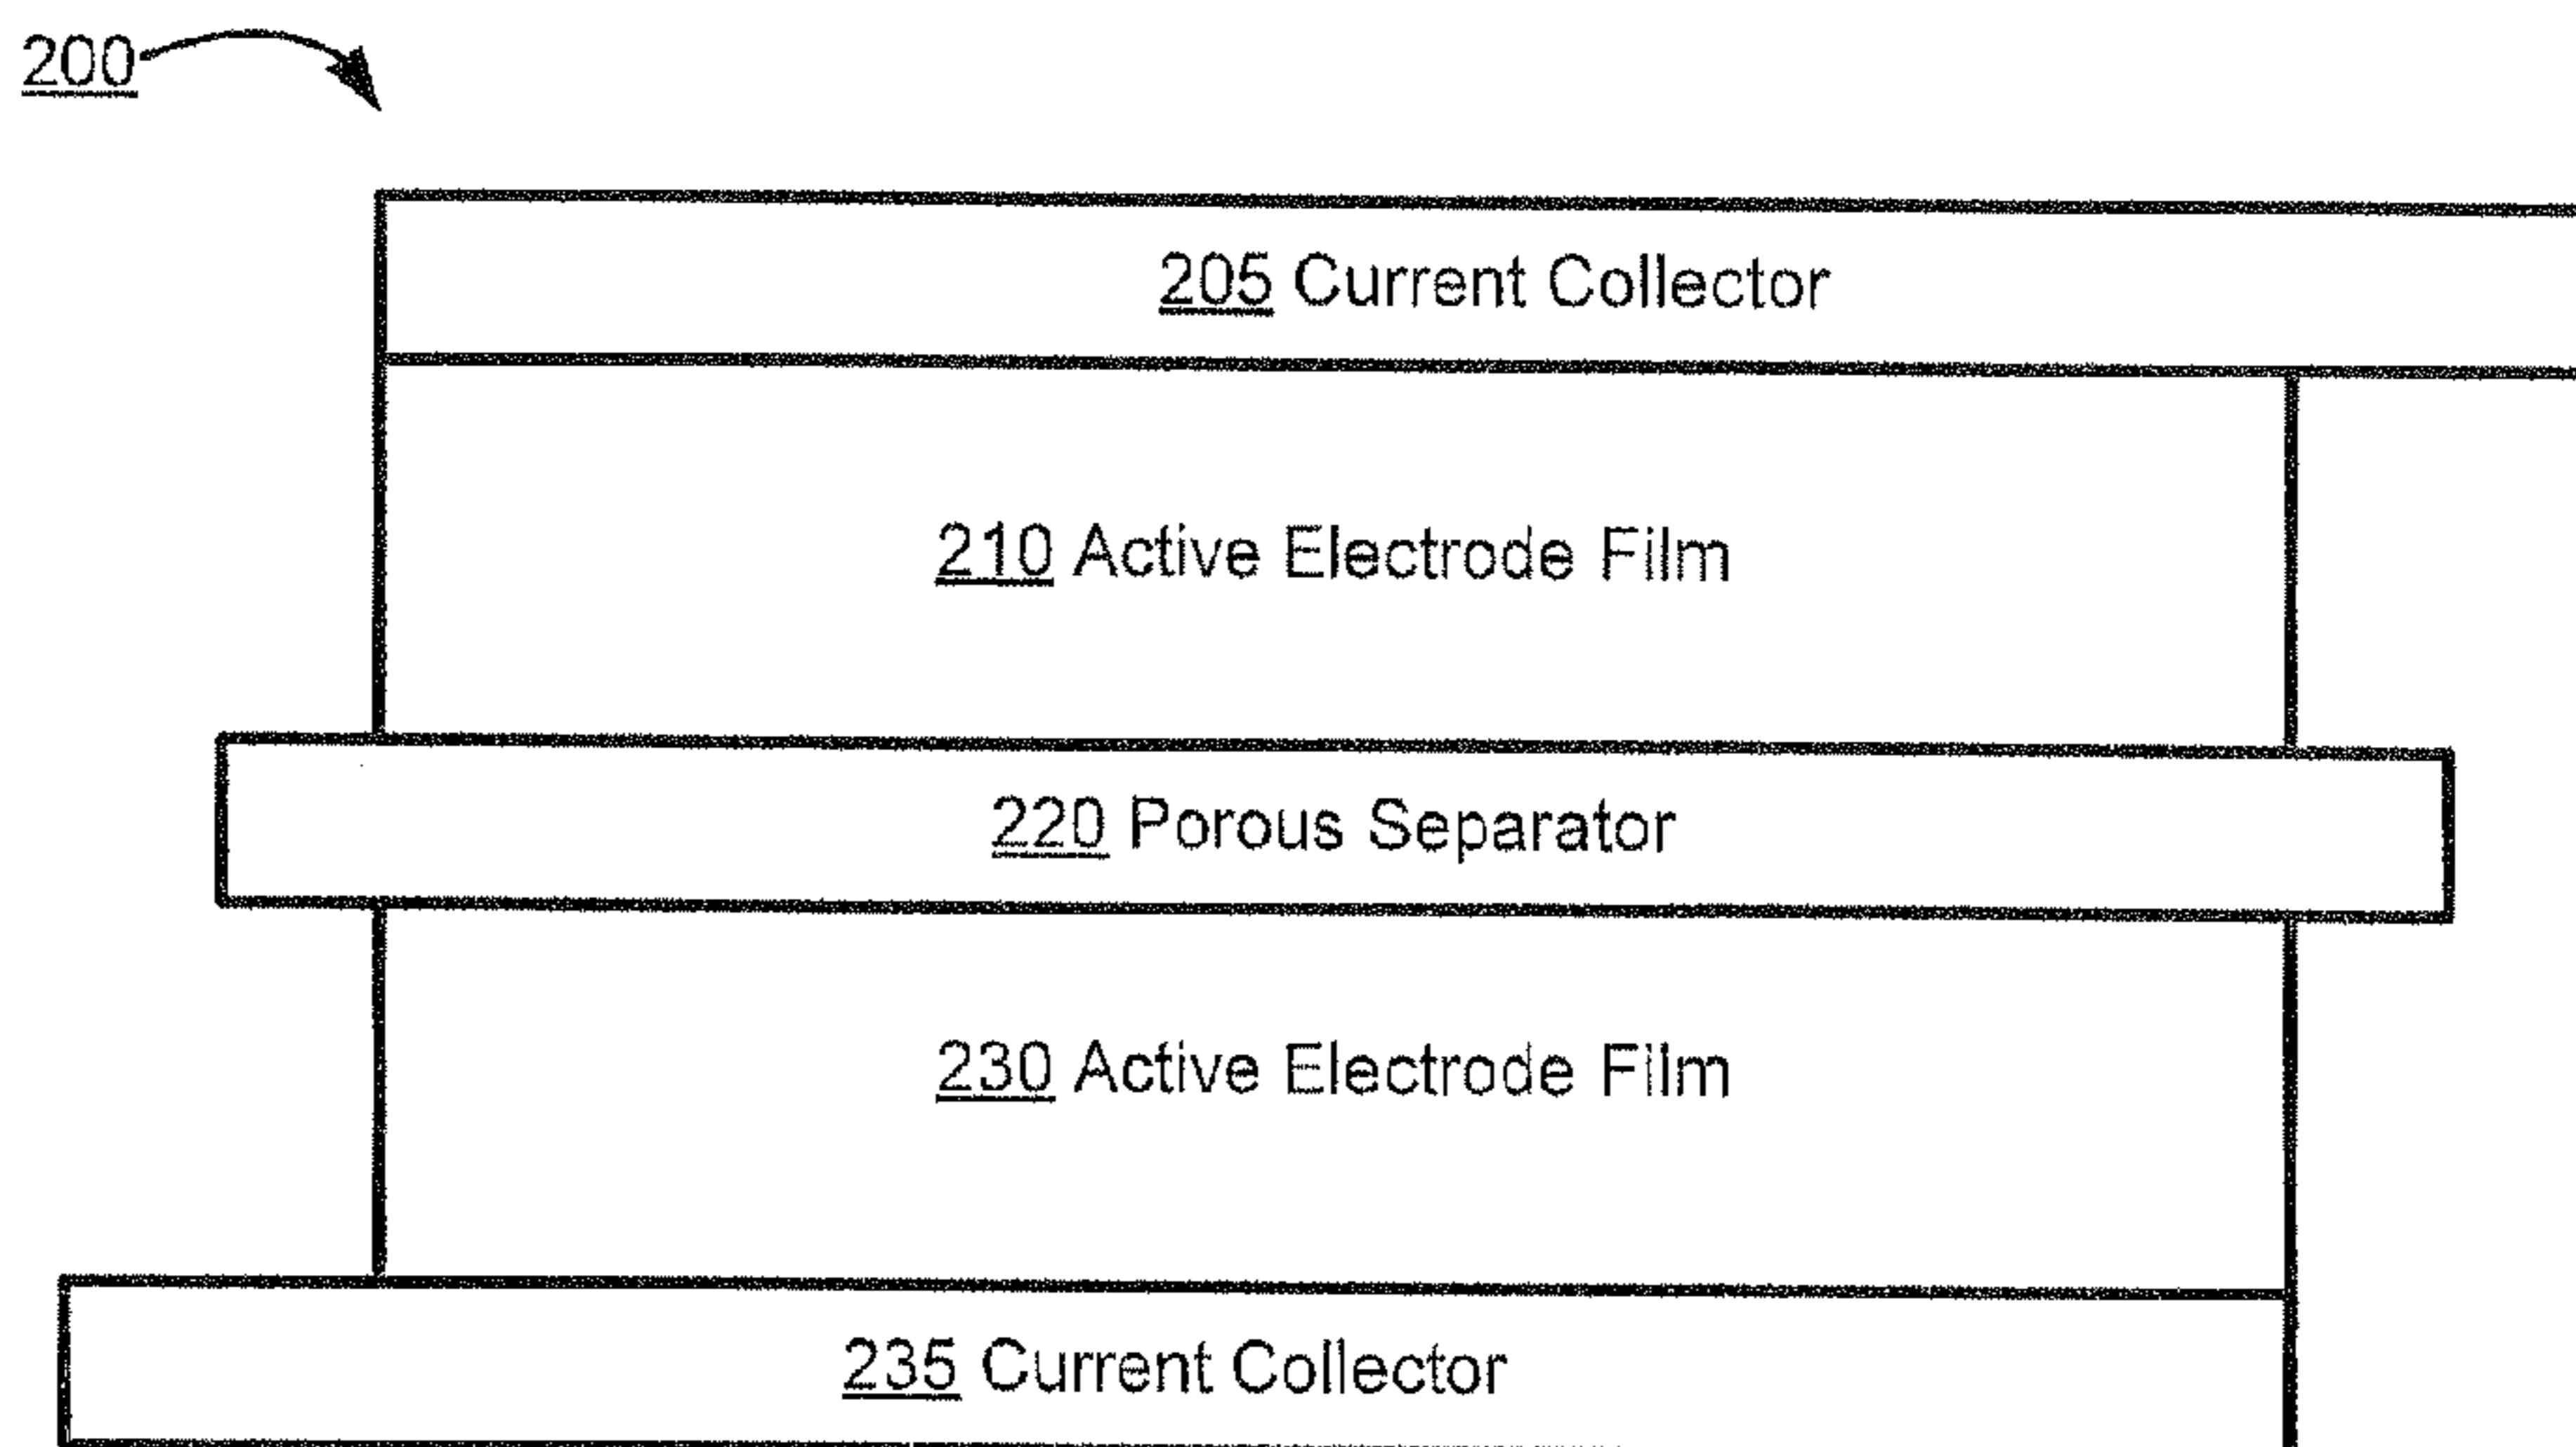 200
205 Current Collector
210 Active Electrode Film
220 Porous Separator
230 Active Electrode Film
235 Current Collector